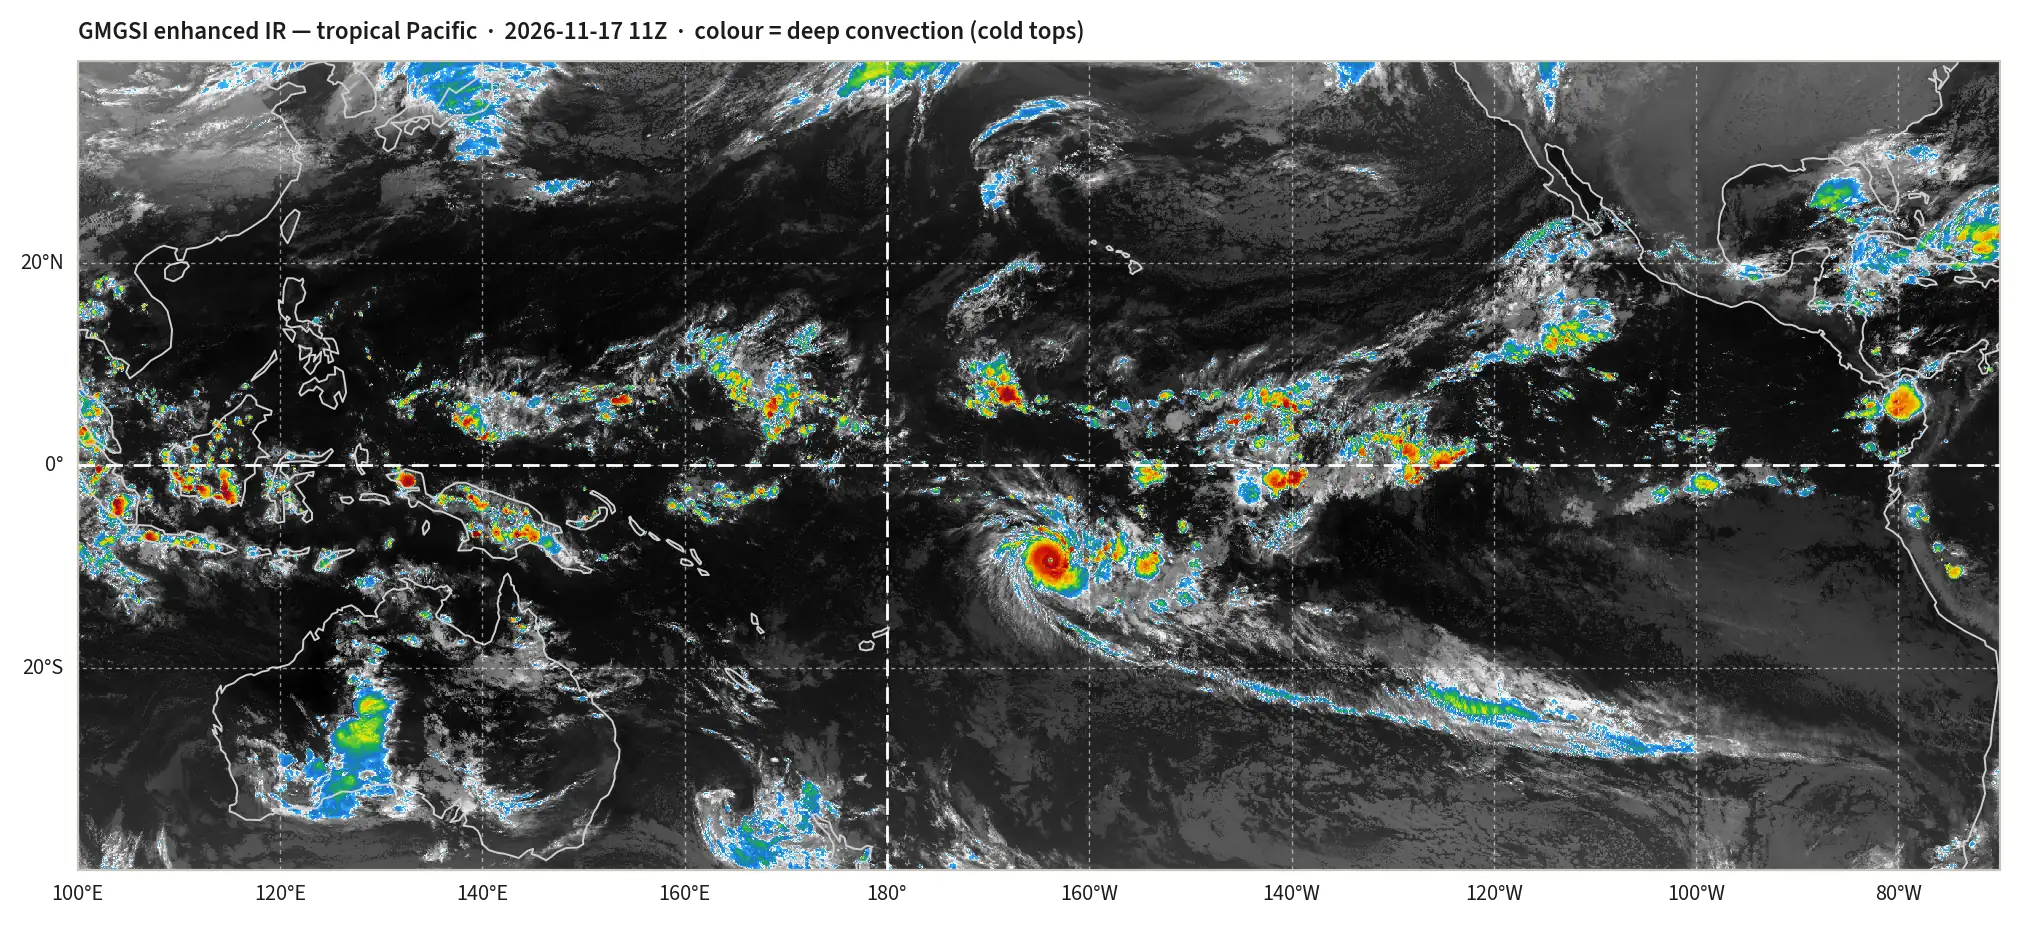 GMGSI enhanced IR — tropical Pacific · 2026-11-17 11Z · colour = deep convection (cold tops)
20°N
0°
20°S
100°E 120°E 140°E 160°E 180° 160°W 140°W 120°W 100°W 80°W